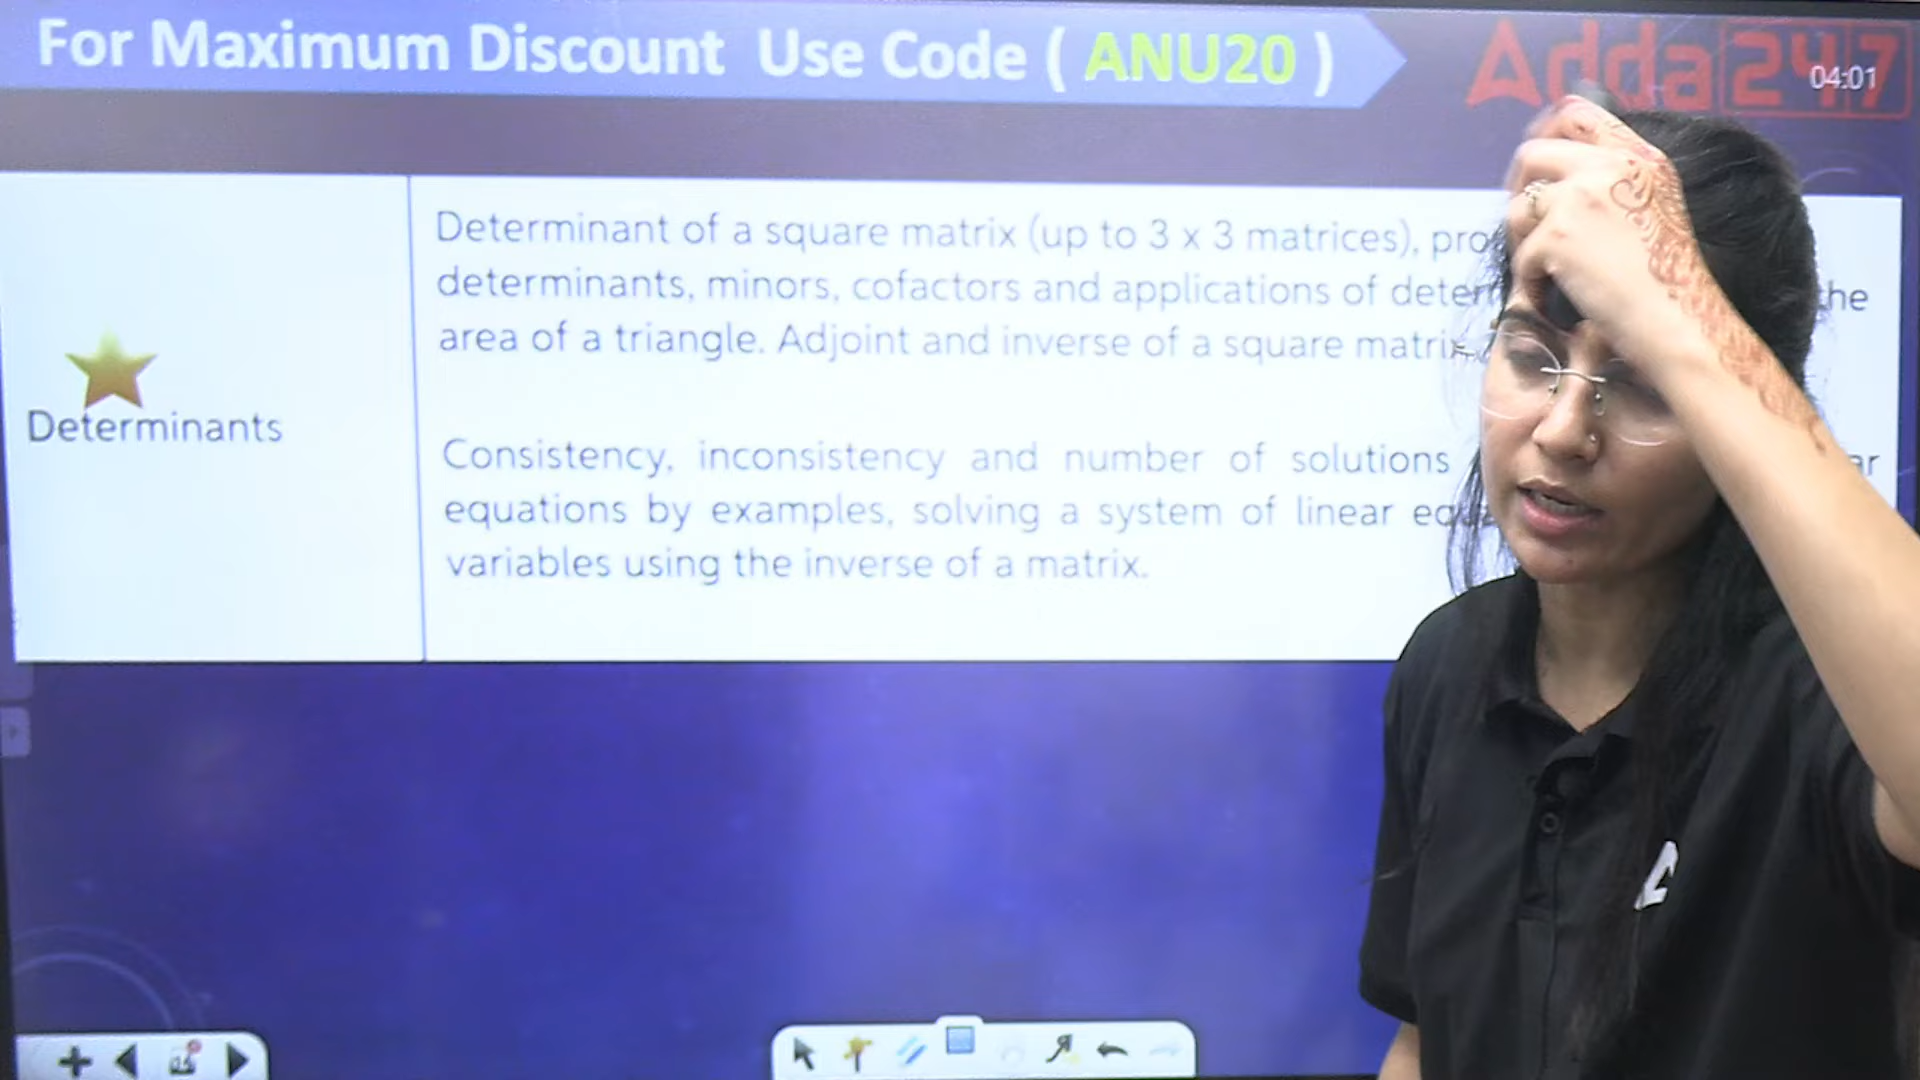 For Maximum Discount Use Code ( ANU20 )
Adda247
04:01
Determinants
Determinant of a square matrix (up to 3 x 3 matrices),
determinants, minors, cofactors and applications of the
area of a triangle. Adjoint and inverse of a square matrix.
Consistency, inconsistency and number of solutions
equations by examples, solving a system of linear
variables using the inverse of a matrix.